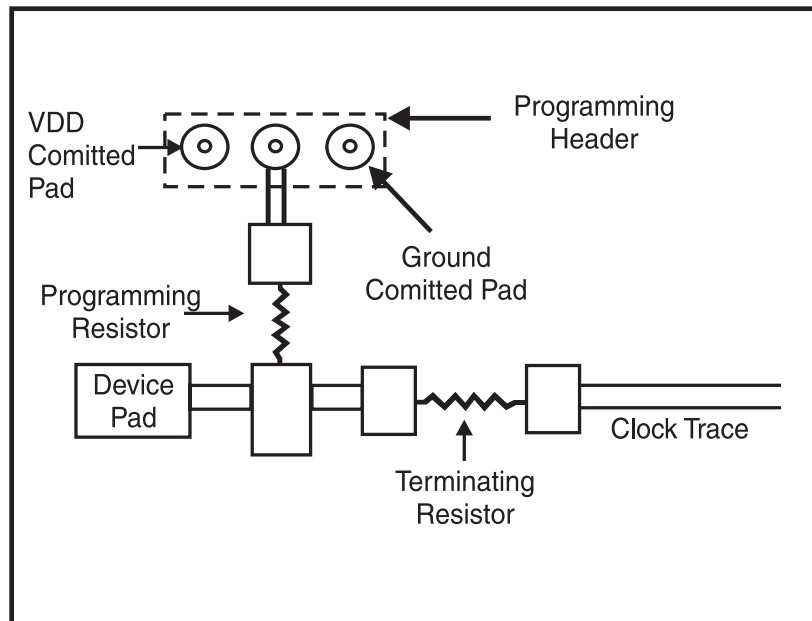 VDD
Comitted
Pad
Programming
Header
Ground
Comitted Pad
Programming
Resistor
Device
Pad
Clock Trace
Terminating
Resistor